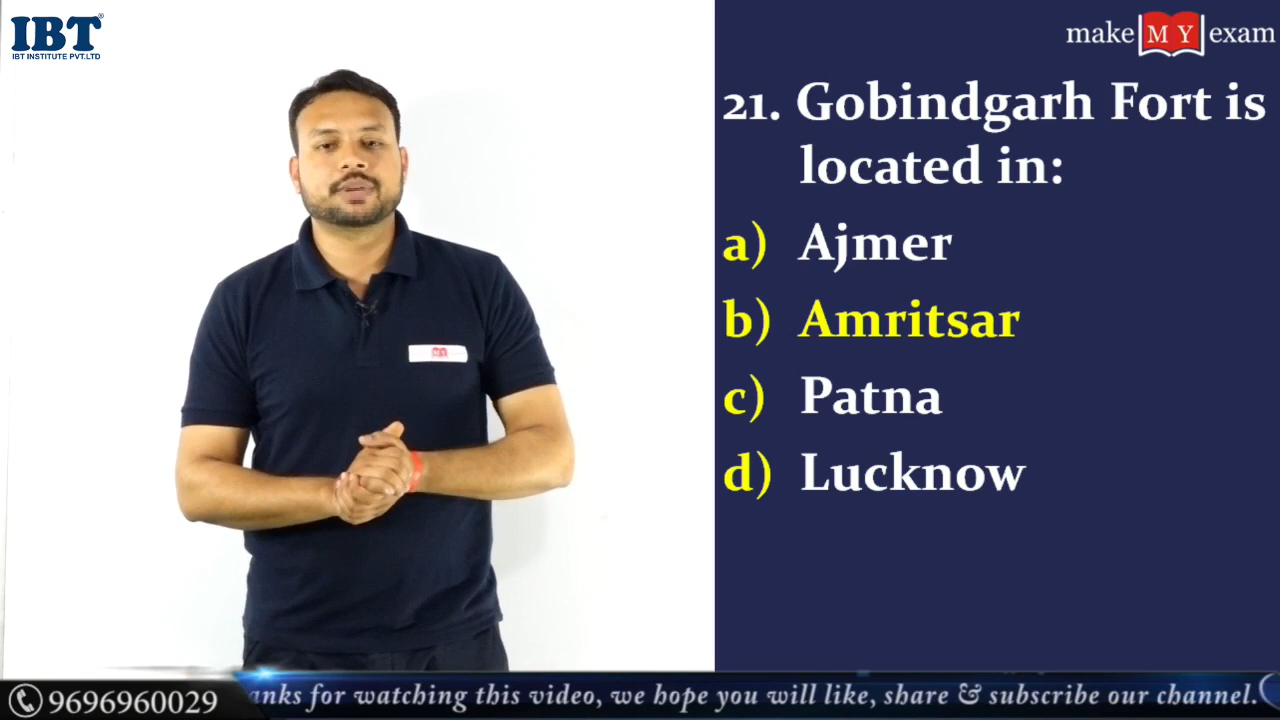 IBT
IBT INSTITUTE PVT.LTD
make MY exam
21. Gobindgarh Fort is
located in:
a) Ajmer
b) Amritsar
c) Patna
d) Lucknow
MY
9696960029
anks for watching this video, we hope you will like, share & subscribe our channel.